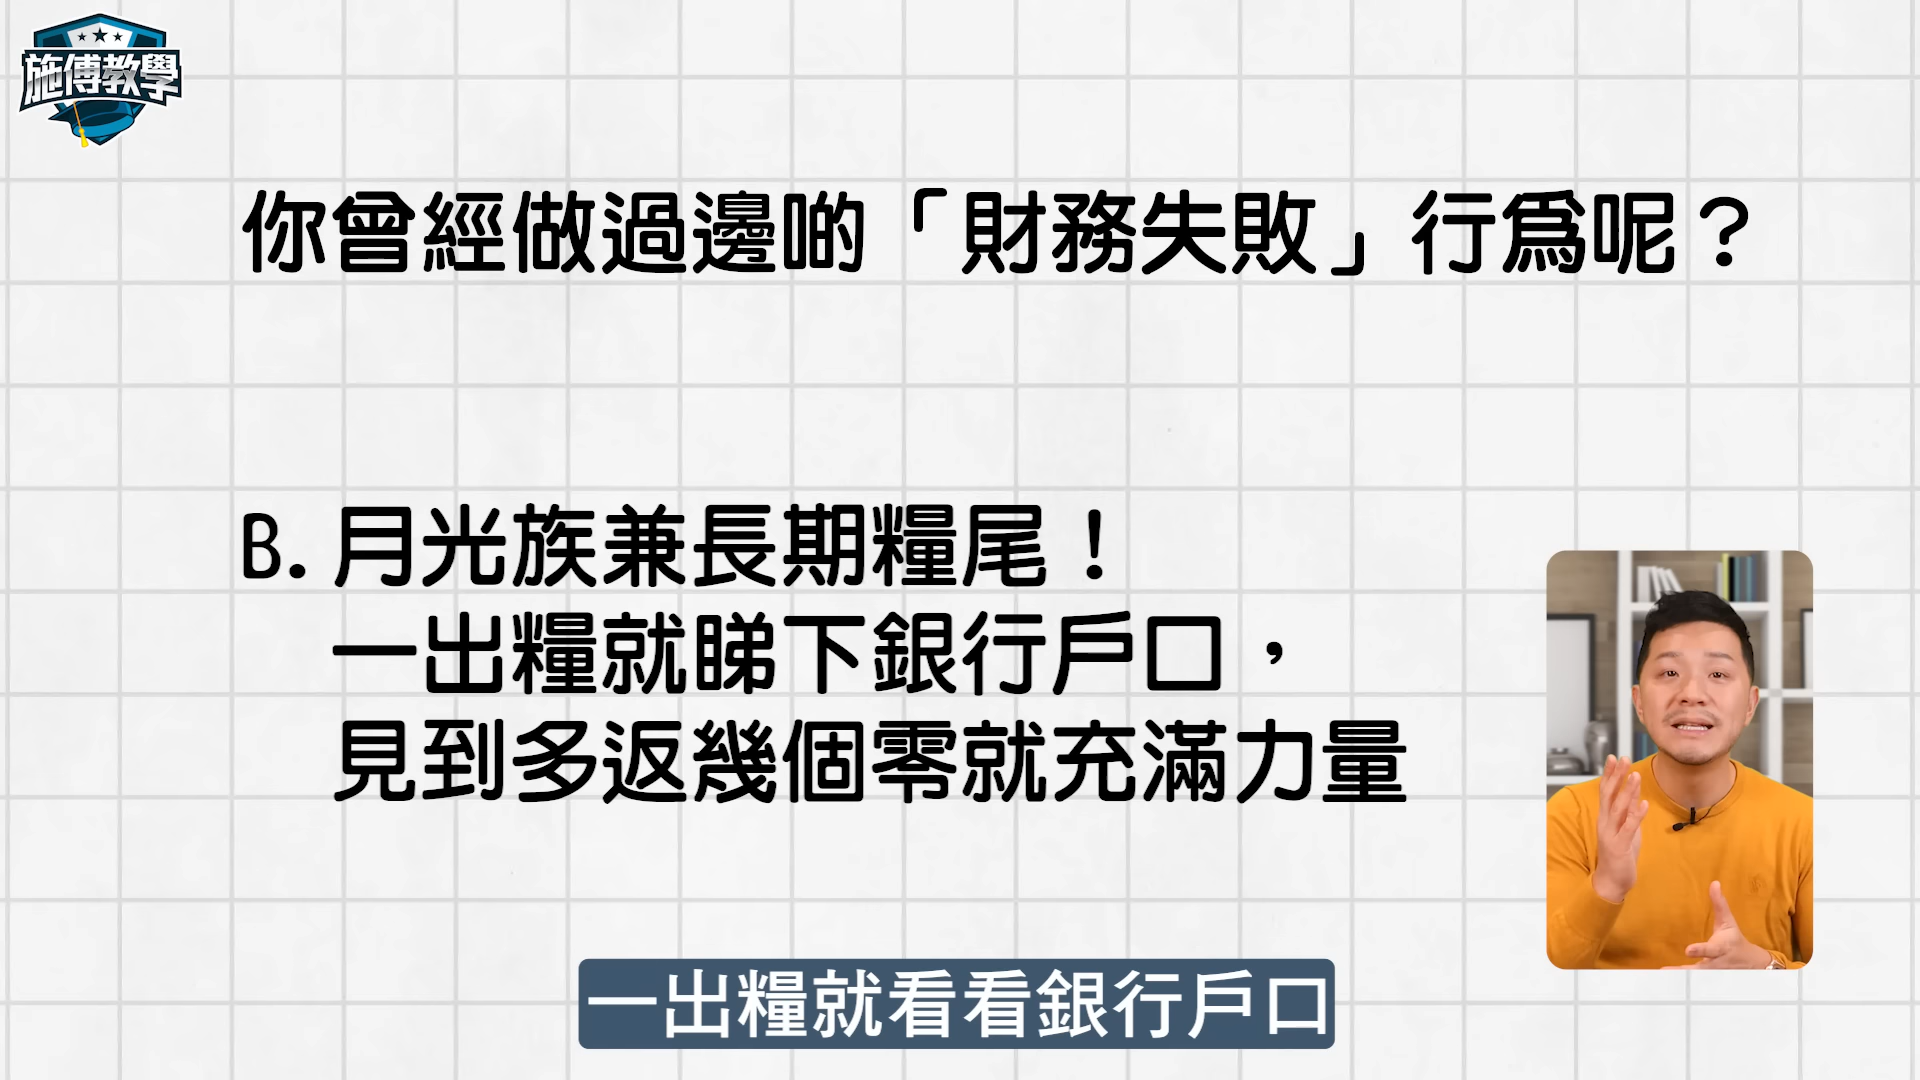 施傅教學
你曾經做過邊啲「財務失敗」行為呢？
B.月光族兼長期糧尾！
一出糧就睇下銀行戶口，
見到多返幾個零就充滿力量
一出糧就看看銀行戶口